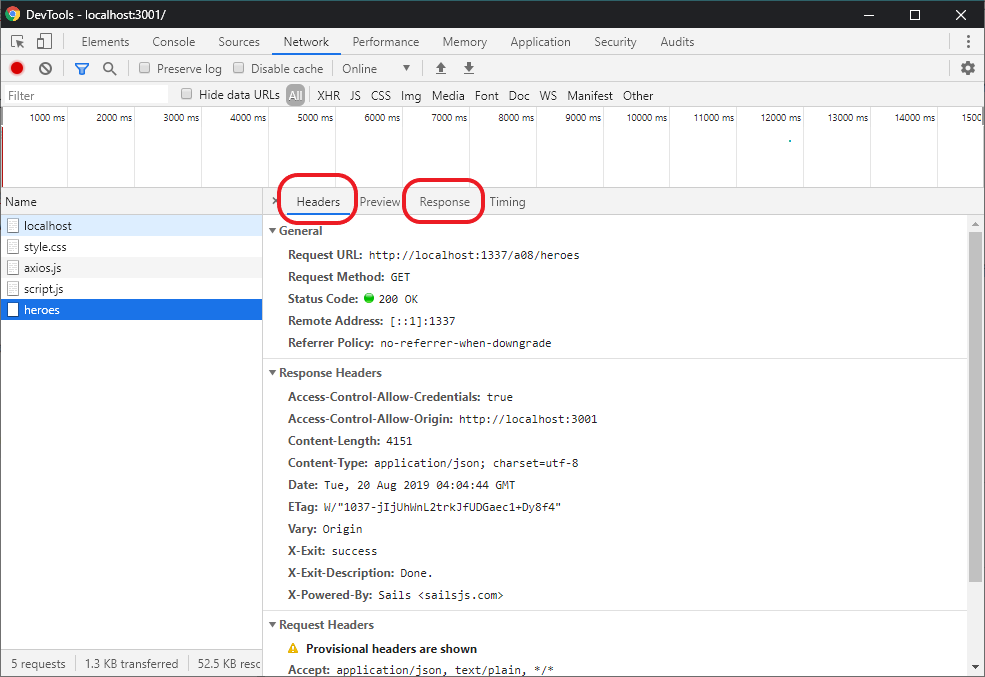 DevTools - localhost:3001/
Elements Console Sources Network Performance Memory Application Security Audits
Preserve log Disable cache Online
Filter Hide data URLs All XHR JS CSS Img Media Font Doc WS Manifest Other
1000 ms 2000 ms 3000 ms 4000 ms 5000 ms 6000 ms 7000 ms 8000 ms 9000 ms 10000 ms 11000 ms 12000 ms 13000 ms 14000 ms 1500
Name
localhost
style.css
axios.js
script.js
heroes
5 requests 1.3 KB transferred 52.5 KB resc
Headers Preview Response Timing
General
Request URL: http://localhost:1337/a08/heroes
Request Method: GET
Status Code: 200 OK
Remote Address: [::1]:1337
Referrer Policy: no-referrer-when-downgrade
Response Headers
Access-Control-Allow-Credentials: true
Access-Control-Allow-Origin: http://localhost:3001
Content-Length: 4151
Content-Type: application/json; charset=utf-8
Date: Tue, 20 Aug 2019 04:04:44 GMT
ETag: W/"1037-jIjUhWnL2trkJfUDGaec1+Dy8f4"
Vary: Origin
X-Exit: success
X-Exit-Description: Done.
X-Powered-By: Sails <sailsjs.com>
Request Headers
Provisional headers are shown
Accept: application/json, text/plain, */*